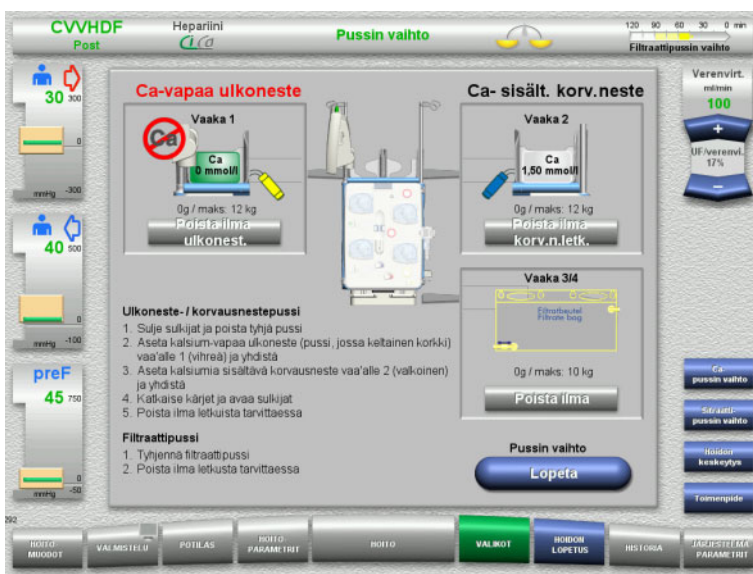 CVVHDF
Post
Hepariini
Ci Ca
Pussin vaihto
120 90 60 30 0 min
Filtraattipussin vaihto
30 300
0
mmHg -300
40 500
0
mmHg -100
preF
45 750
0
mmHg -50
Ca-vapaa ulkoneste
Vaaka 1
Ca
Ca
0 mmol/l
0g / maks: 12 kg
Poista ilma
ulkonest.
Ca- sisält. korv.neste
Vaaka 2
Ca
1,50 mmol/l
0g / maks: 12 kg
Poista ilma
korv.n.letk.
Vaaka 3/4
Filtratbeutel
Filtrate bag
0g / maks: 10 kg
Poista ilma
Ulkoneste- / korvausnestepussi
1. Sulje sulkijat ja poista tyhjä pussi
2. Aseta kalsium-vapaa ulkoneste (pussi, jossa keltainen korkki)
vaa'alle 1 (vihreä) ja yhdistä
3. Aseta kalsiumia sisältävä korvausneste vaa'alle 2 (valkoinen)
ja yhdistä
4. Katkaise kärjet ja avaa sulkijat
5. Poista ilma letkuista tarvittaessa
Filtraattipussi
1. Tyhjennä filtraattipussi
2. Poista ilma letkusta tarvittaessa
Pussin vaihto
Lopeta
Verenvirt.
ml/min
100
+
UF/verenvi.
17%
−
Ca-
pussin vaihto
Sitraatti-
pussin vaihto
Hoidon
keskeytys
Toimenpide
292
HOITO-
MUODOT
VALMISTELU
POTILAS
HOITO-
PARAMETRIT
HOITO
VALIKOT
HOIDON
LOPETUS
HISTORIA
JÄRJESTELMÄ
PARAMETRIT